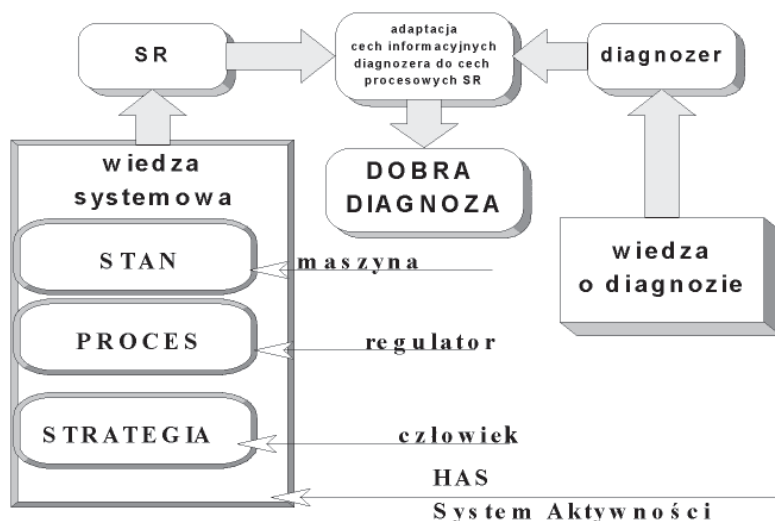 SR
adaptacja
cech informacyjnych
diagnozera do cech
procesowych SR
diagnozer
wiedza
systemowa
DOBRA
DIAGNOZA
wiedza
o diagnozie
STAN
maszyna
PROCES
regulator
STRATEGIA
człowiek
HAS
System Aktywności